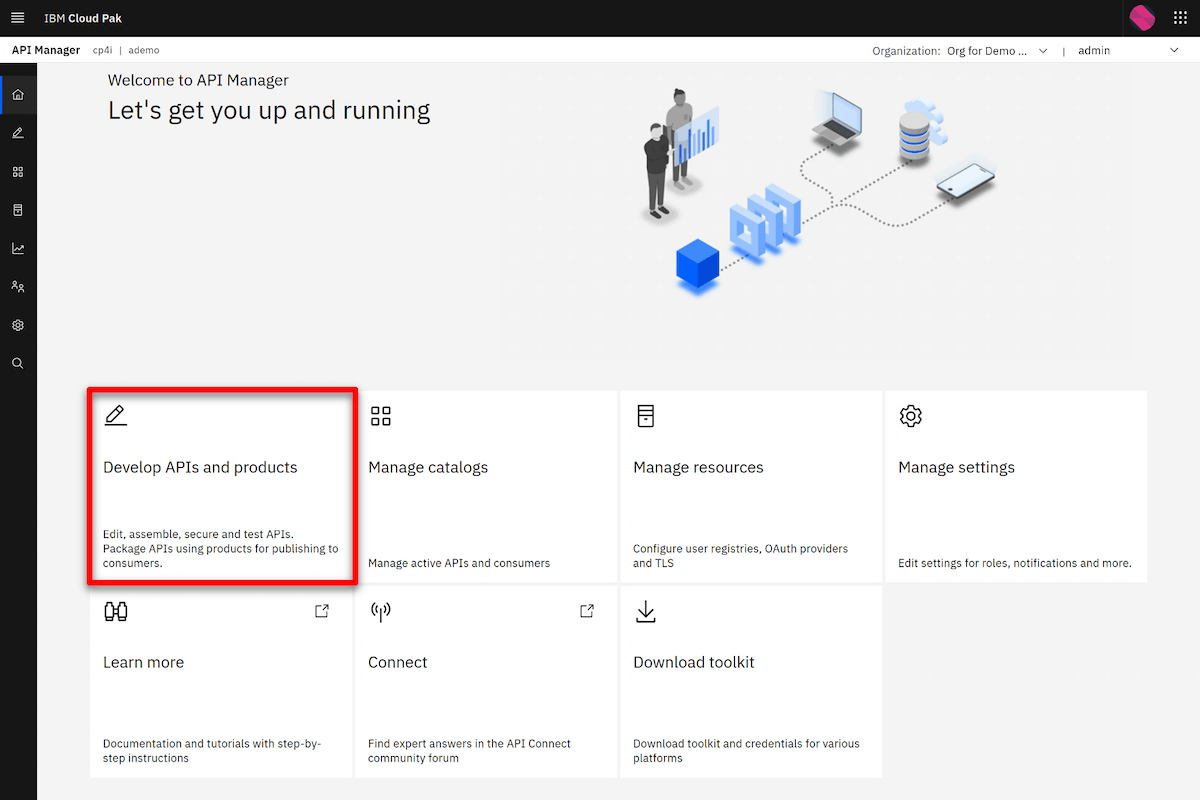 IBM Cloud Pak
API Manager cp4i | ademo Organization: Org for Demo ... | admin
Welcome to API Manager
Let's get you up and running
Develop APIs and products
Edit, assemble, secure and test APIs.
Package APIs using products for publishing to
consumers.
Manage catalogs
Manage active APIs and consumers
Manage resources
Configure user registries, OAuth providers
and TLS
Manage settings
Edit settings for roles, notifications and more.
Learn more
Documentation and tutorials with step-by-
step instructions
Connect
Find expert answers in the API Connect
community forum
Download toolkit
Download toolkit and credentials for various
platforms